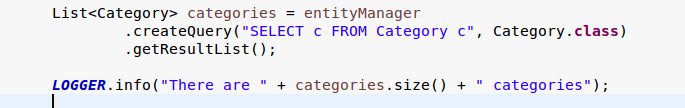 List<Category> categories = entityManager
.createQuery("SELECT c FROM Category c", Category.class)
.getResultList();
LOGGER.info("There are " + categories.size() + " categories");